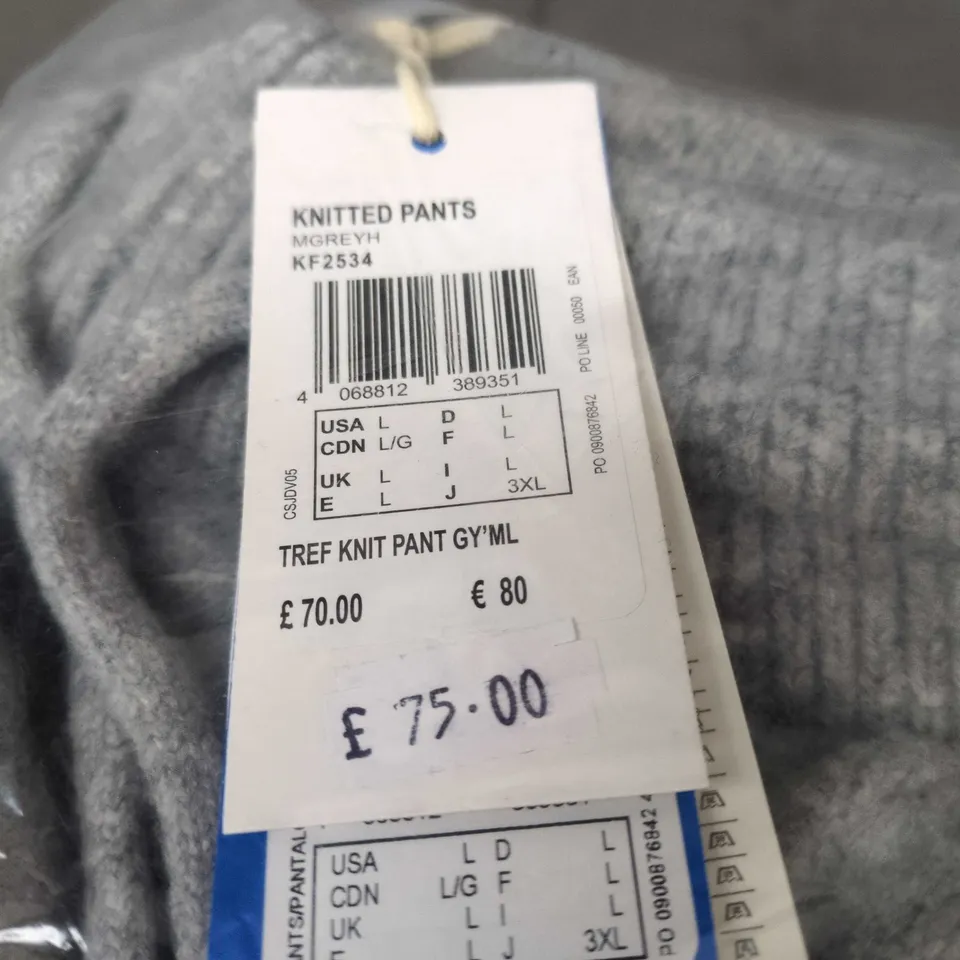 KNITTED PANTS
MGREYH
KF2534
4 068812 389351
PO LINE 00050 EAN
PO 0900876842
CSJDV05
USA L D L
CDN L/G F L
UK L I L
E L J 3XL
TREF KNIT PANT GY'ML
£ 70.00 € 80
£ 75.00
USA L D L
CDN L/G F L
UK L I L
E L J 3XL
PO 0900876842